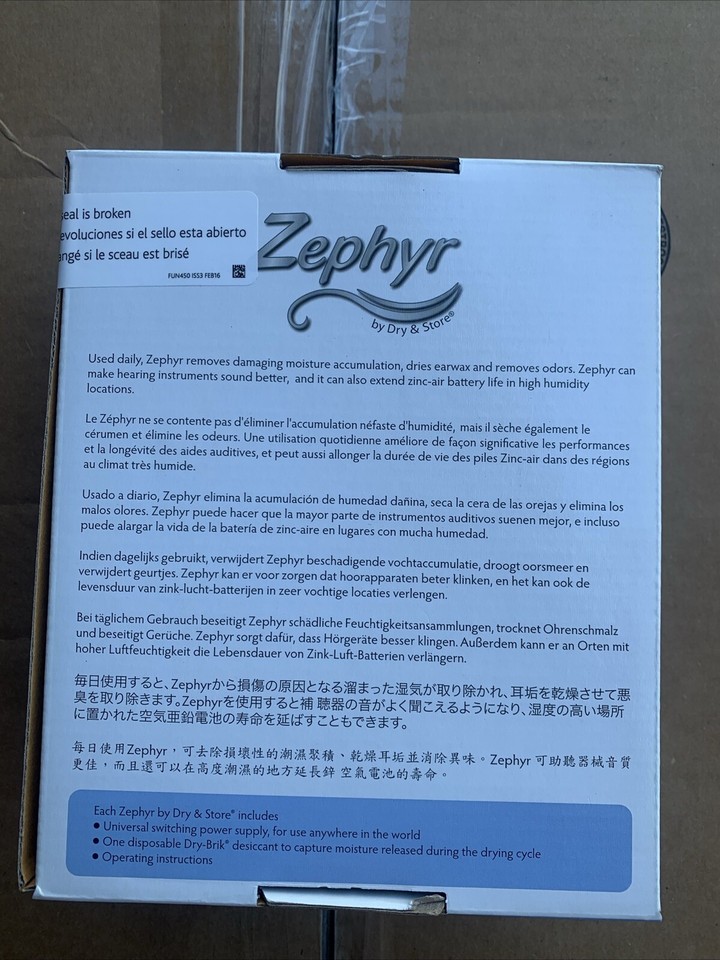 eal is broken
evoluciones si el sello esta abierto
angé si le sceau est brisé
FUN450 ISS3 FEB16
Zephyr
by Dry & Store®
Used daily, Zephyr removes damaging moisture accumulation, dries earwax and removes odors. Zephyr can
make hearing instruments sound better, and it can also extend zinc-air battery life in high humidity
locations.
Le Zéphyr ne se contente pas d'éliminer l'accumulation néfaste d'humidité, mais il sèche également le
cérumen et élimine les odeurs. Une utilisation quotidienne améliore de façon significative les performances
et la longévité des aides auditives, et peut aussi allonger la durée de vie des piles Zinc-air dans des régions
au climat très humide.
Usado a diario, Zephyr elimina la acumulación de humedad dañina, seca la cera de las orejas y elimina los
malos olores. Zephyr puede hacer que la mayor parte de instrumentos auditivos suenen mejor, e incluso
puede alargar la vida de la batería de zinc-aire en lugares con mucha humedad.
Indien dagelijks gebruikt, verwijdert Zephyr beschadigende vochtaccumulatie, droogt oorsmeer en
verwijdert geurtjes. Zephyr kan er voor zorgen dat hoorapparaten beter klinken, en het kan ook de
levensduur van zink-lucht-batterijen in zeer vochtige locaties verlengen.
Bei täglichem Gebrauch beseitigt Zephyr schädliche Feuchtigkeitsansammlungen, trocknet Ohrenschmalz
und beseitigt Gerüche. Zephyr sorgt dafür, dass Hörgeräte besser klingen. Außerdem kann er an Orten mit
hoher Luftfeuchtigkeit die Lebensdauer von Zink-Luft-Batterien verlängern.
毎日使用すると、Zephyrから損傷の原因となる溜まった湿気が取り除かれ、耳垢を乾燥させて悪
臭を取り除きます。Zephyrを使用すると補 聴器の音がよく聞こえるようになり、湿度の高い場所
に置かれた空気亜鉛電池の寿命を延ばすこともできます。
每日使用Zephyr，可去除損壞性的潮濕聚積、乾燥耳垢並消除異味。Zephyr 可助聽器械音質
更佳，而且還可以在高度潮濕的地方延長鋅 空氣電池的壽命。
Each Zephyr by Dry & Store® includes
● Universal switching power supply, for use anywhere in the world
● One disposable Dry-Brik® desiccant to capture moisture released during the drying cycle
● Operating instructions